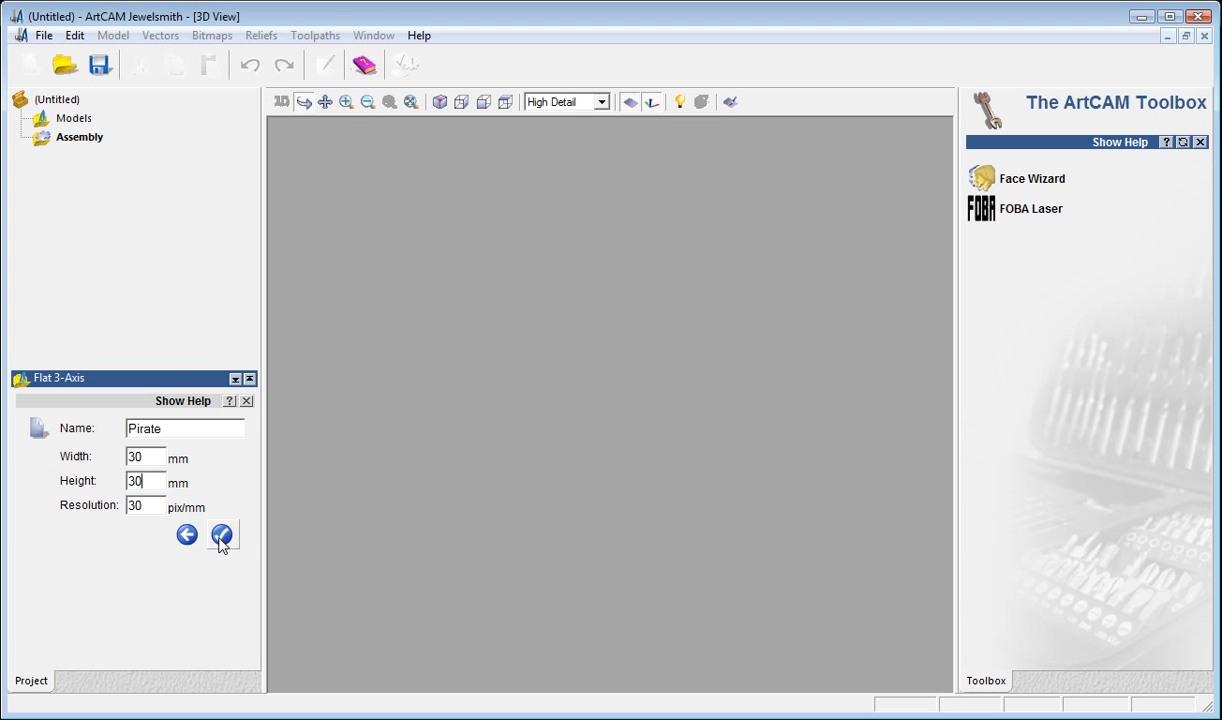 (Untitled) - ArtCAM Jewelsmith - [3D View]
File Edit Model Vectors Bitmaps Reliefs Toolpaths Window Help
3D
High Detail
(Untitled)
Models
Assembly
The ArtCAM Toolbox
Show Help ?
Face Wizard
FOBA FOBA Laser
Flat 3-Axis
Show Help ?
Name: Pirate
Width: 30 mm
Height: 30 mm
Resolution: 30 pix/mm
Project
Toolbox